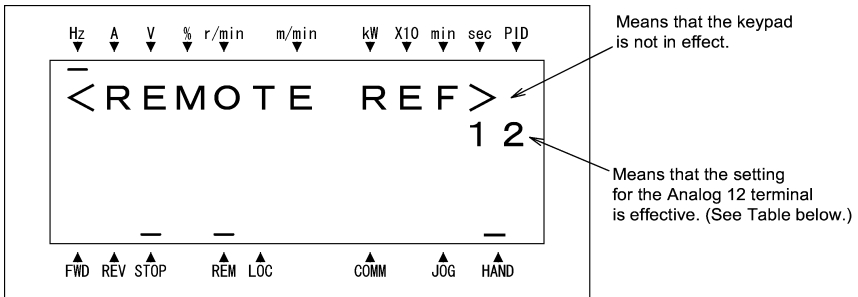 Hz A V % r/min m/min kW X10 min sec PID
<REMOTE REF>
12
FWD REV STOP REM LOC COMM JOG HAND
Means that the keypad
is not in effect.
Means that the setting
for the Analog 12 terminal
is effective. (See Table below.)